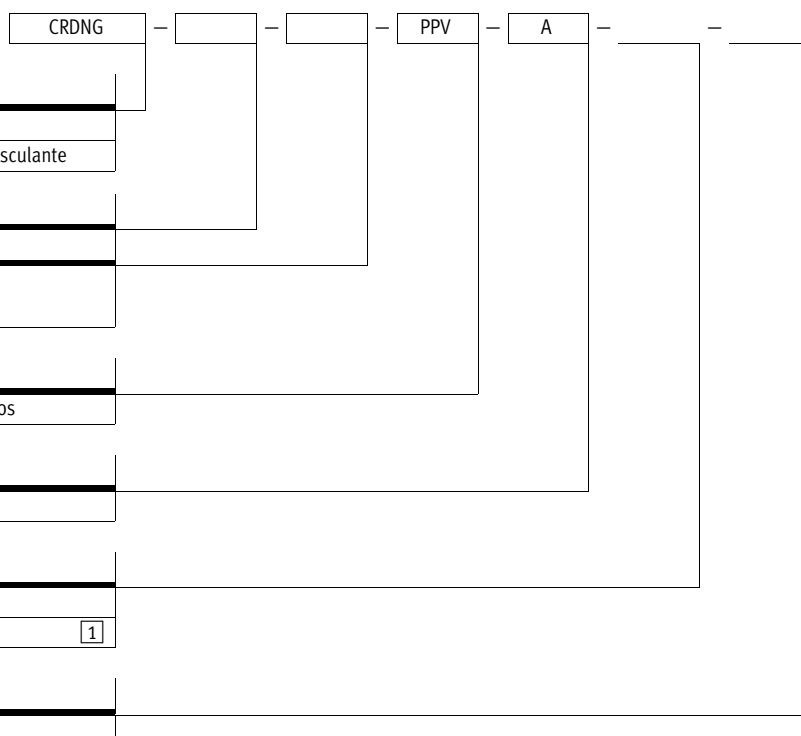 CRDNG – – – PPV – A – –
sculante
os
1